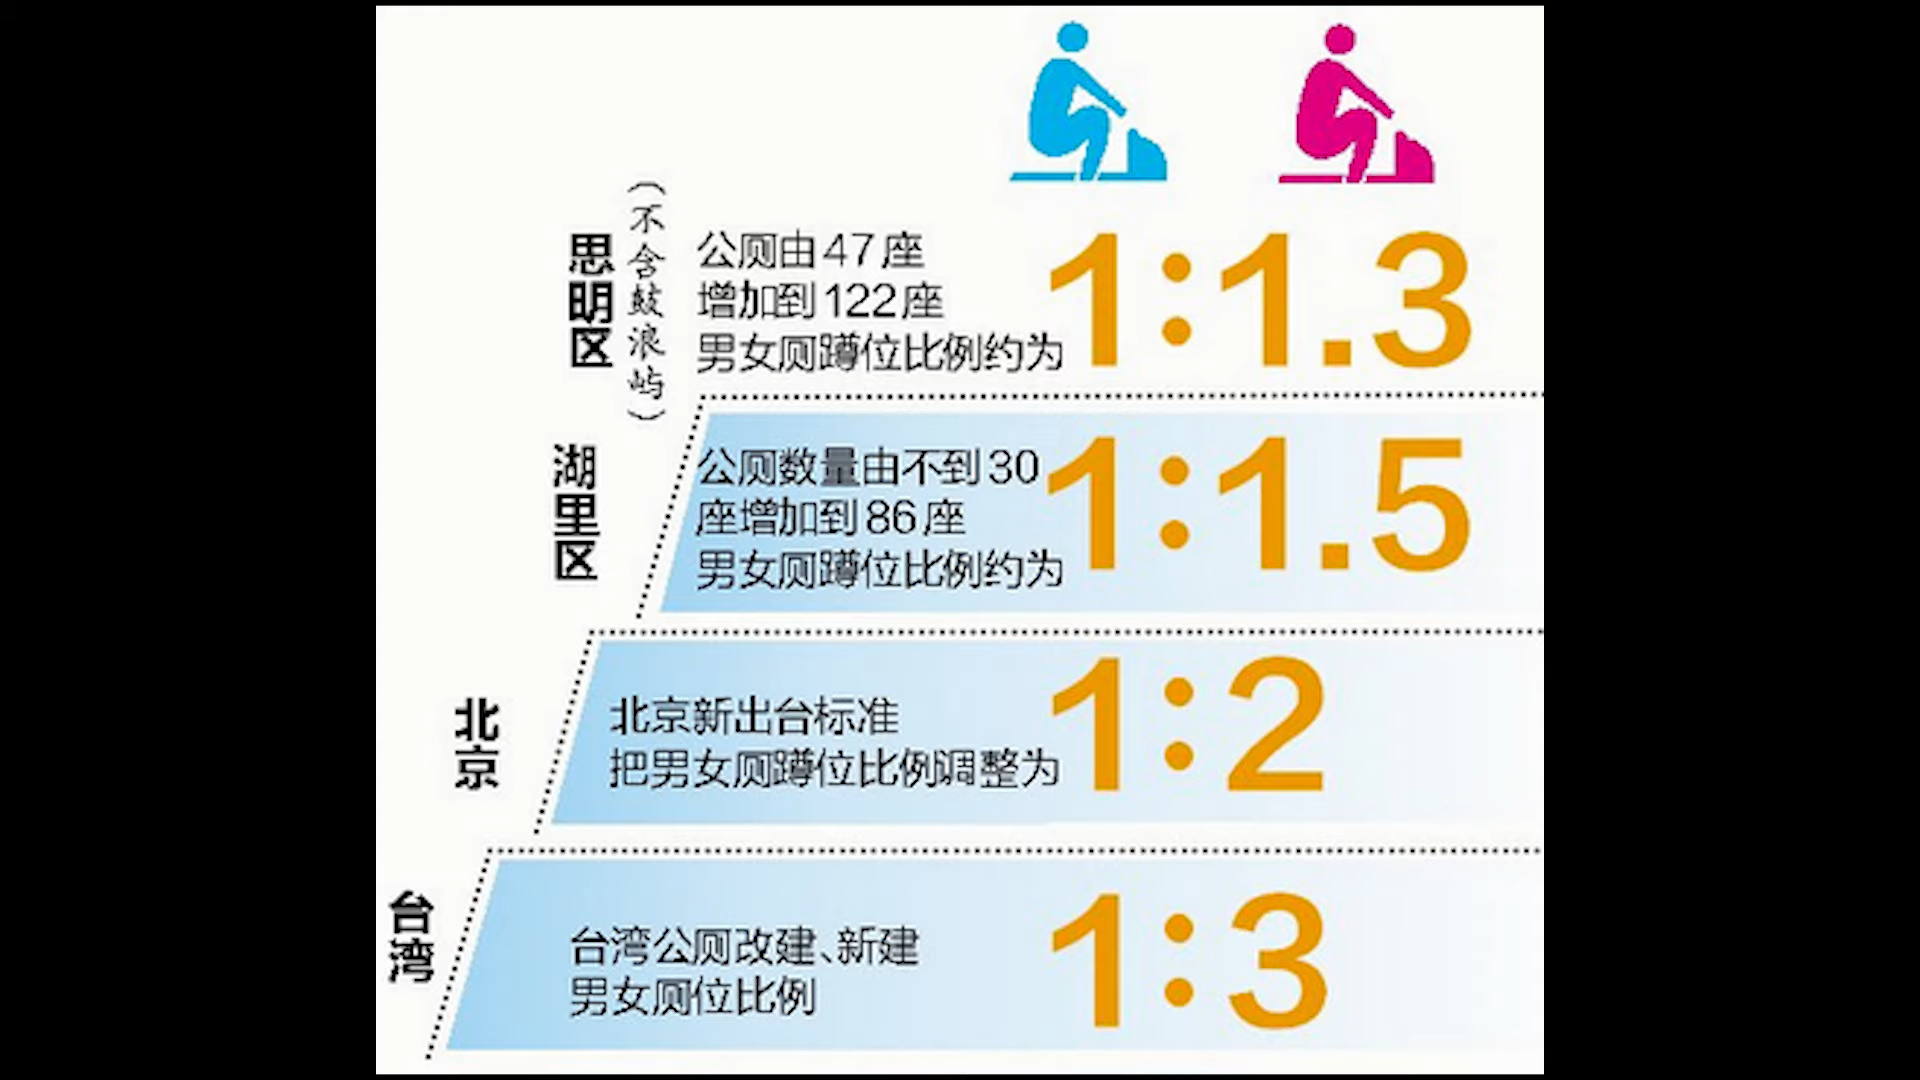 思明区
(不含鼓浪屿)
公厕由47座
增加到122座
男女厕蹲位比例约为
1:1.3
湖里区
公厕数量由不到30
座增加到86座
男女厕蹲位比例约为
1:1.5
北京
北京新出台标准
把男女厕蹲位比例调整为
1:2
台湾
台湾公厕改建、新建
男女厕位比例
1:3